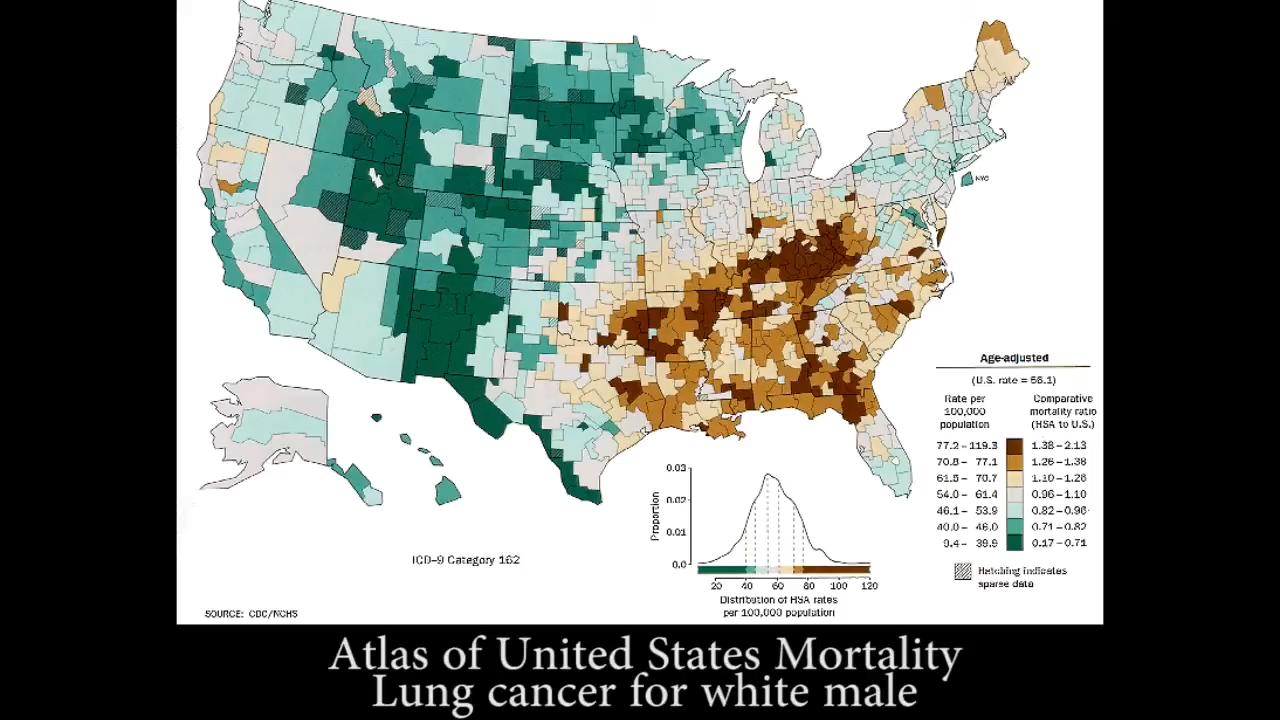 NYC
Age-adjusted
(U.S. rate = 56.1)
Rate per
100,000
population
Comparative
mortality ratio
(HSA to U.S.)
77.2 – 119.3 1.38 – 2.13
70.8 – 77.1 1.26 – 1.38
61.5 – 70.7 1.10 – 1.26
54.0 – 61.4 0.96 – 1.10
46.1 – 53.9 0.82 – 0.96
40.0 – 46.0 0.71 – 0.82
9.4 – 39.9 0.17 – 0.71
Hatching indicates
sparse data
Proportion
0.03
0.02
0.01
0.0
20 40 60 80 100 120
Distribution of HSA rates
per 100,000 population
ICD–9 Category 162
SOURCE: CDC/NCHS
Atlas of United States Mortality
Lung cancer for white male